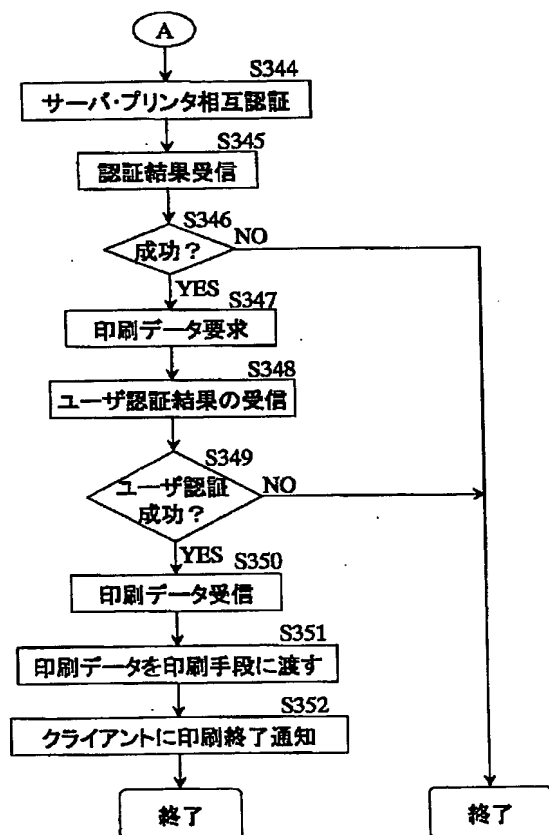 A
S344
サーバ・プリンタ相互認証
S345
認証結果受信
S346
成功？
NO
YES
S347
印刷データ要求
S348
ユーザ認証結果の受信
S349
ユーザ認証
成功？
NO
YES
S350
印刷データ受信
S351
印刷データを印刷手段に渡す
S352
クライアントに印刷終了通知
終了
終了